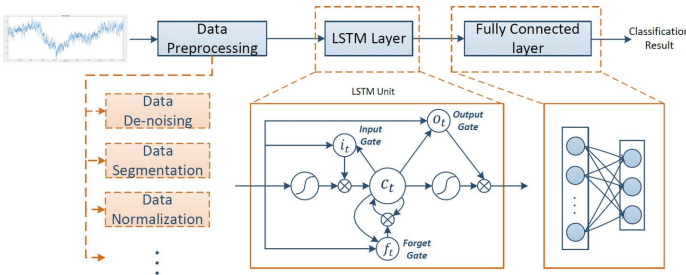 Data
Preprocessing
LSTM Layer
Fully Connected
layer
Classification
Result
Data
De-noising
Data
Segmentation
Data
Normalization
LSTM Unit
Input
Gate
Output
Gate
i_t
o_t
c_t
f_t
Forget
Gate